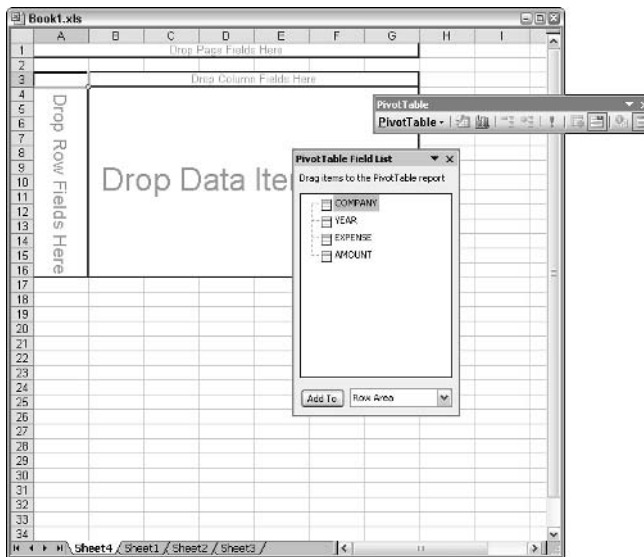 Book1.xls
A B C D E F G H I
1 Drop Page Fields Here
2
3 Drop Column Fields Here
4
5
6
7
8
9
10
11
12
13
14
15
16
Drop Row Fields Here
Drop Data Ite
PivotTable
PivotTable
PivotTable Field List
Drag items to the PivotTable report
COMPANY
YEAR
EXPENSE
AMOUNT
Add To Row Area
17
18
19
20
21
22
23
24
25
26
27
28
29
30
31
32
33
34
Sheet4 Sheet1 Sheet2 Sheet3